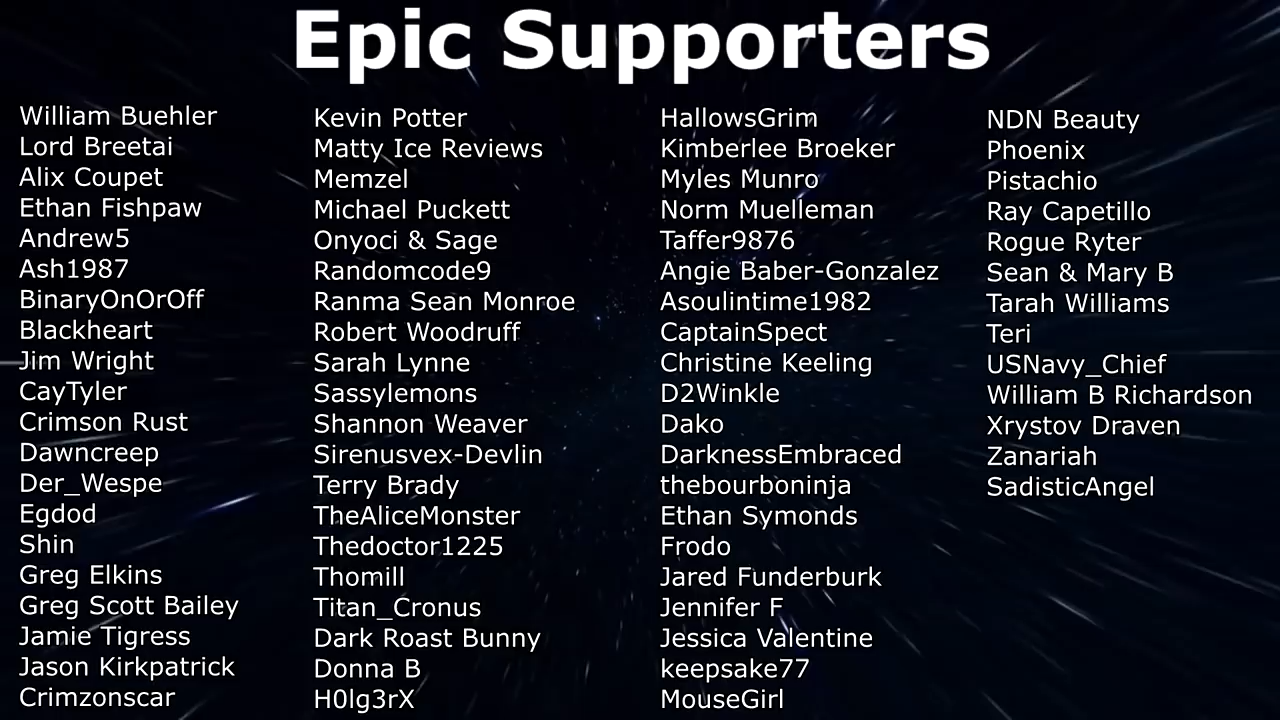 Epic Supporters
William Buehler
Lord Breetai
Alix Coupet
Ethan Fishpaw
Andrew5
Ash1987
BinaryOnOrOff
Blackheart
Jim Wright
CayTyler
Crimson Rust
Dawncreep
Der_Wespe
Egdod
Shin
Greg Elkins
Greg Scott Bailey
Jamie Tigress
Jason Kirkpatrick
Crimzonscar
Kevin Potter
Matty Ice Reviews
Memzel
Michael Puckett
Onyoci & Sage
Randomcode9
Ranma Sean Monroe
Robert Woodruff
Sarah Lynne
Sassylemons
Shannon Weaver
Sirenusvex-Devlin
Terry Brady
TheAliceMonster
Thedoctor1225
Thomill
Titan_Cronus
Dark Roast Bunny
Donna B
H0lg3rX
HallowsGrim
Kimberlee Broeker
Myles Munro
Norm Muelleman
Taffer9876
Angie Baber-Gonzalez
Asoulintime1982
CaptainSpect
Christine Keeling
D2Winkle
Dako
DarknessEmbraced
thebourboninja
Ethan Symonds
Frodo
Jared Funderburk
Jennifer F
Jessica Valentine
keepsake77
MouseGirl
NDN Beauty
Phoenix
Pistachio
Ray Capetillo
Rogue Ryter
Sean & Mary B
Tarah Williams
Teri
USNavy_Chief
William B Richardson
Xrystov Draven
Zanariah
SadisticAngel